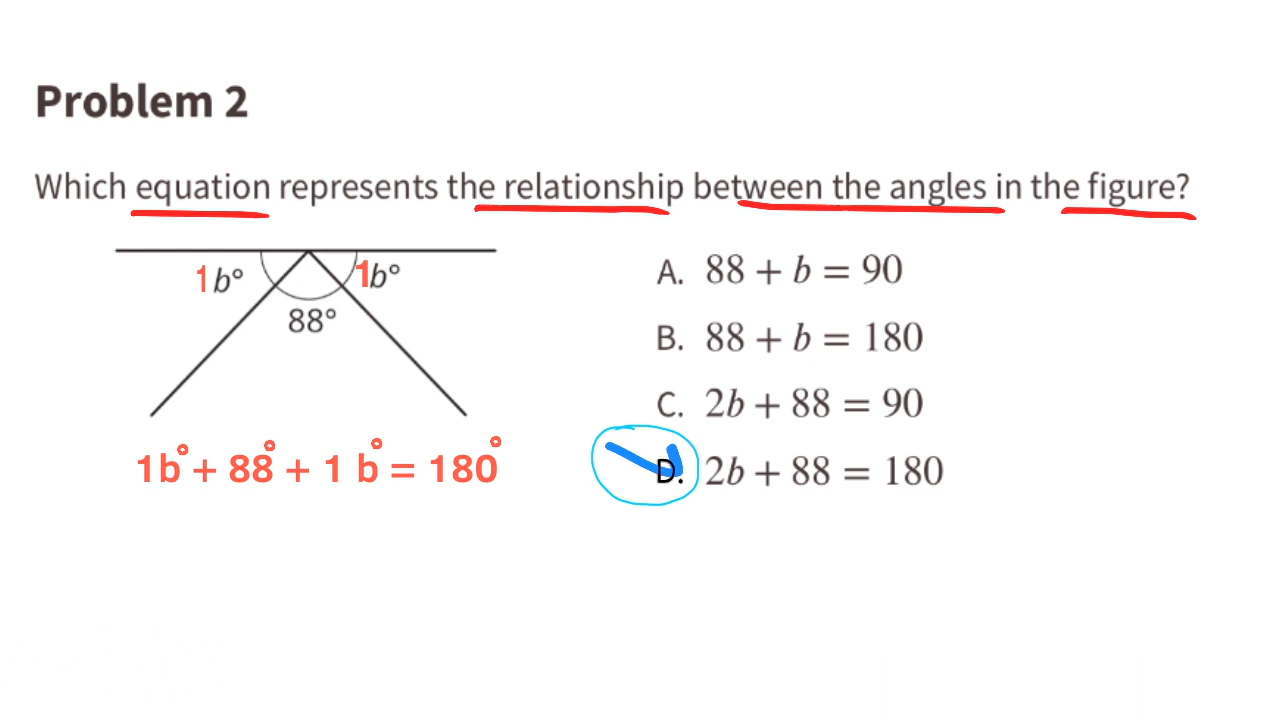 Problem 2
Which equation represents the relationship between the angles in the figure?
1b° 1b°
88°
1b° + 88° + 1 b° = 180°
A. 88 + b = 90
B. 88 + b = 180
C. 2b + 88 = 90
D. 2b + 88 = 180